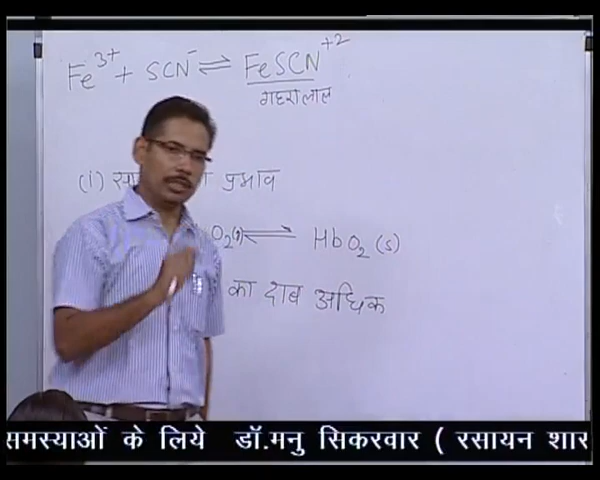 Fe³⁺ + SCN⁻ ⇌ FeSCN⁺²
गहरा लाल
(i) प्रभाव
O₂ ⇌ HbO₂ (s)
का दाब अधिक
समस्याओं के लिये डॉ.मनु सिकरवार ( रसायन शास